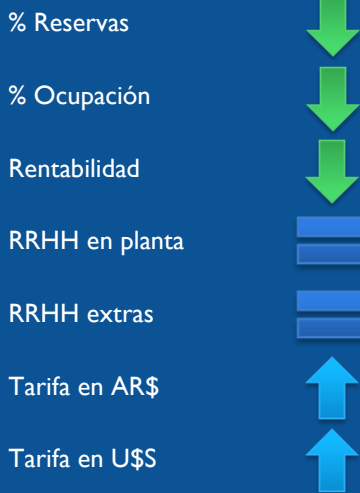 % Reservas
% Ocupación
Rentabilidad
RRHH en planta
RRHH extras
Tarifa en AR$
Tarifa en U$S